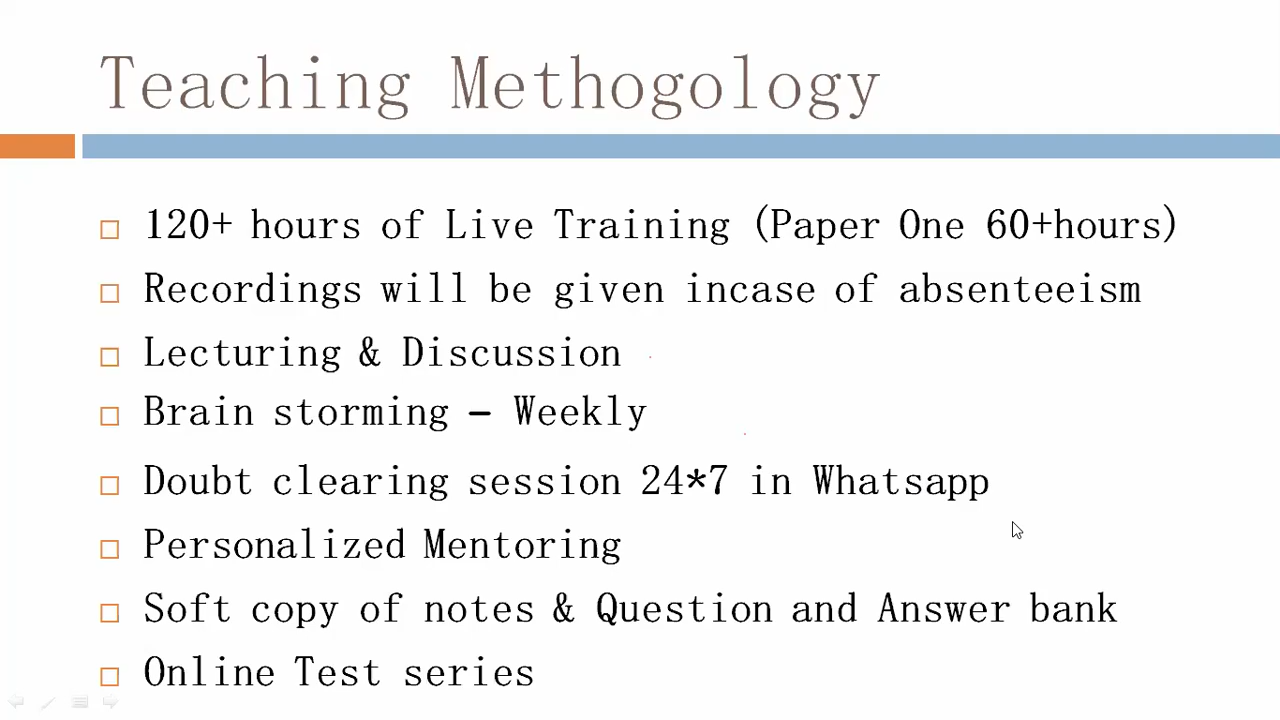 Teaching Methogology
120+ hours of Live Training (Paper One 60+hours)
Recordings will be given incase of absenteeism
Lecturing & Discussion
Brain storming – Weekly
Doubt clearing session 24*7 in Whatsapp
Personalized Mentoring
Soft copy of notes & Question and Answer bank
Online Test series